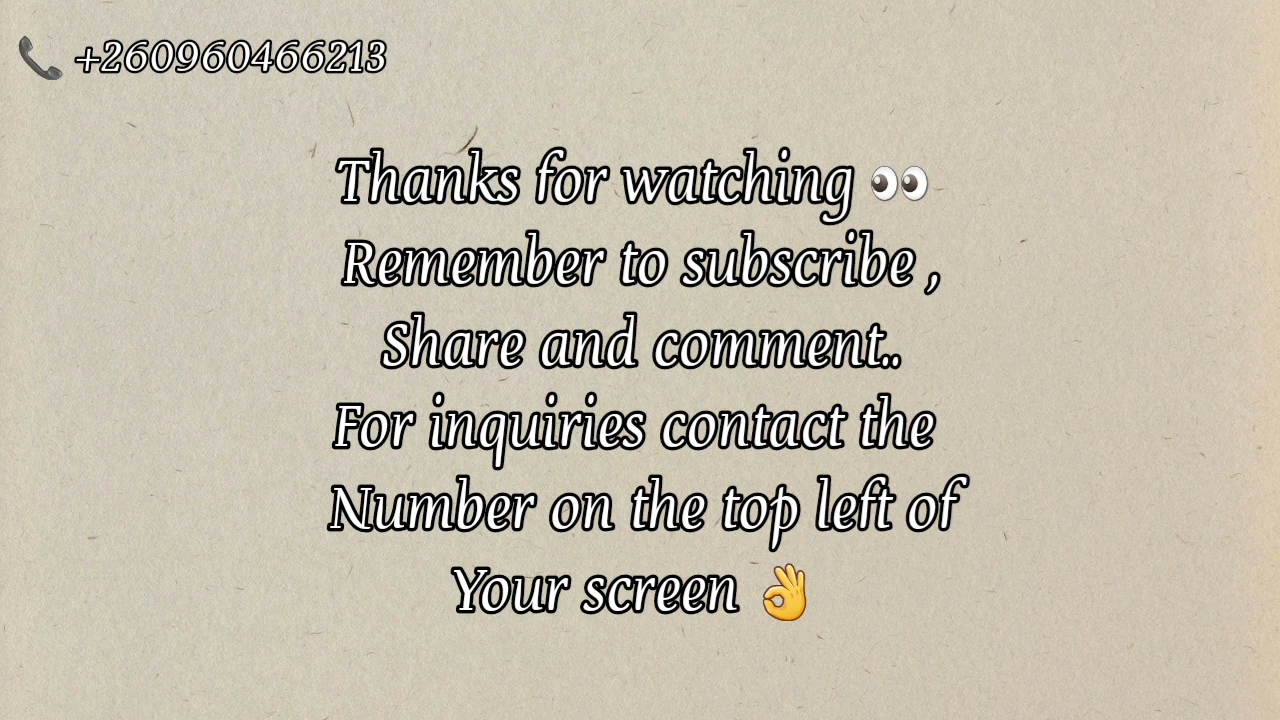 📞 +260960466213
Thanks for watching 👀
Remember to subscribe ,
Share and comment..
For inquiries contact the
Number on the top left of
Your screen 👌